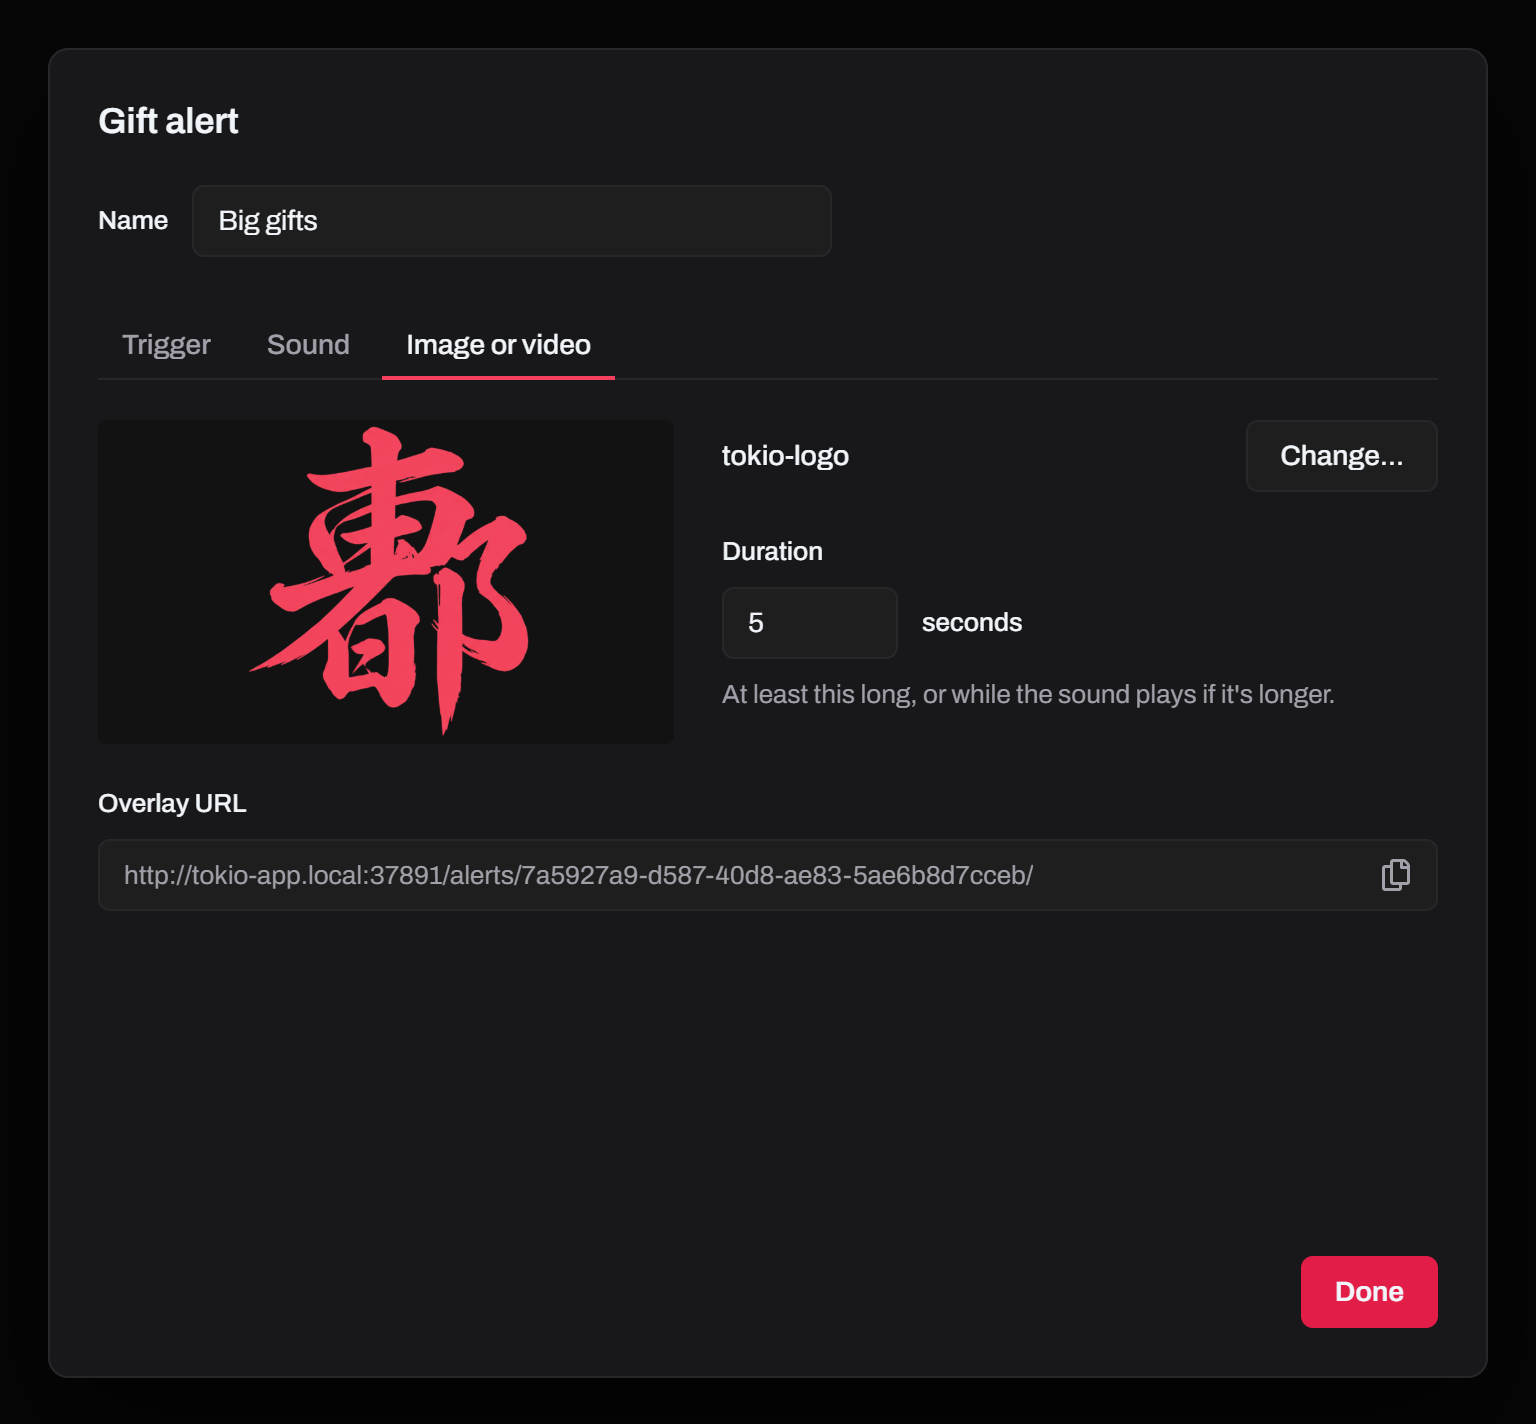 Gift alert
Name
Big gifts
Trigger
Sound
Image or video
都
tokio-logo
Change...
Duration
5
seconds
At least this long, or while the sound plays if it's longer.
Overlay URL
http://tokio-app.local:37891/alerts/7a5927a9-d587-40d8-ae83-5ae6b8d7cceb/
Done